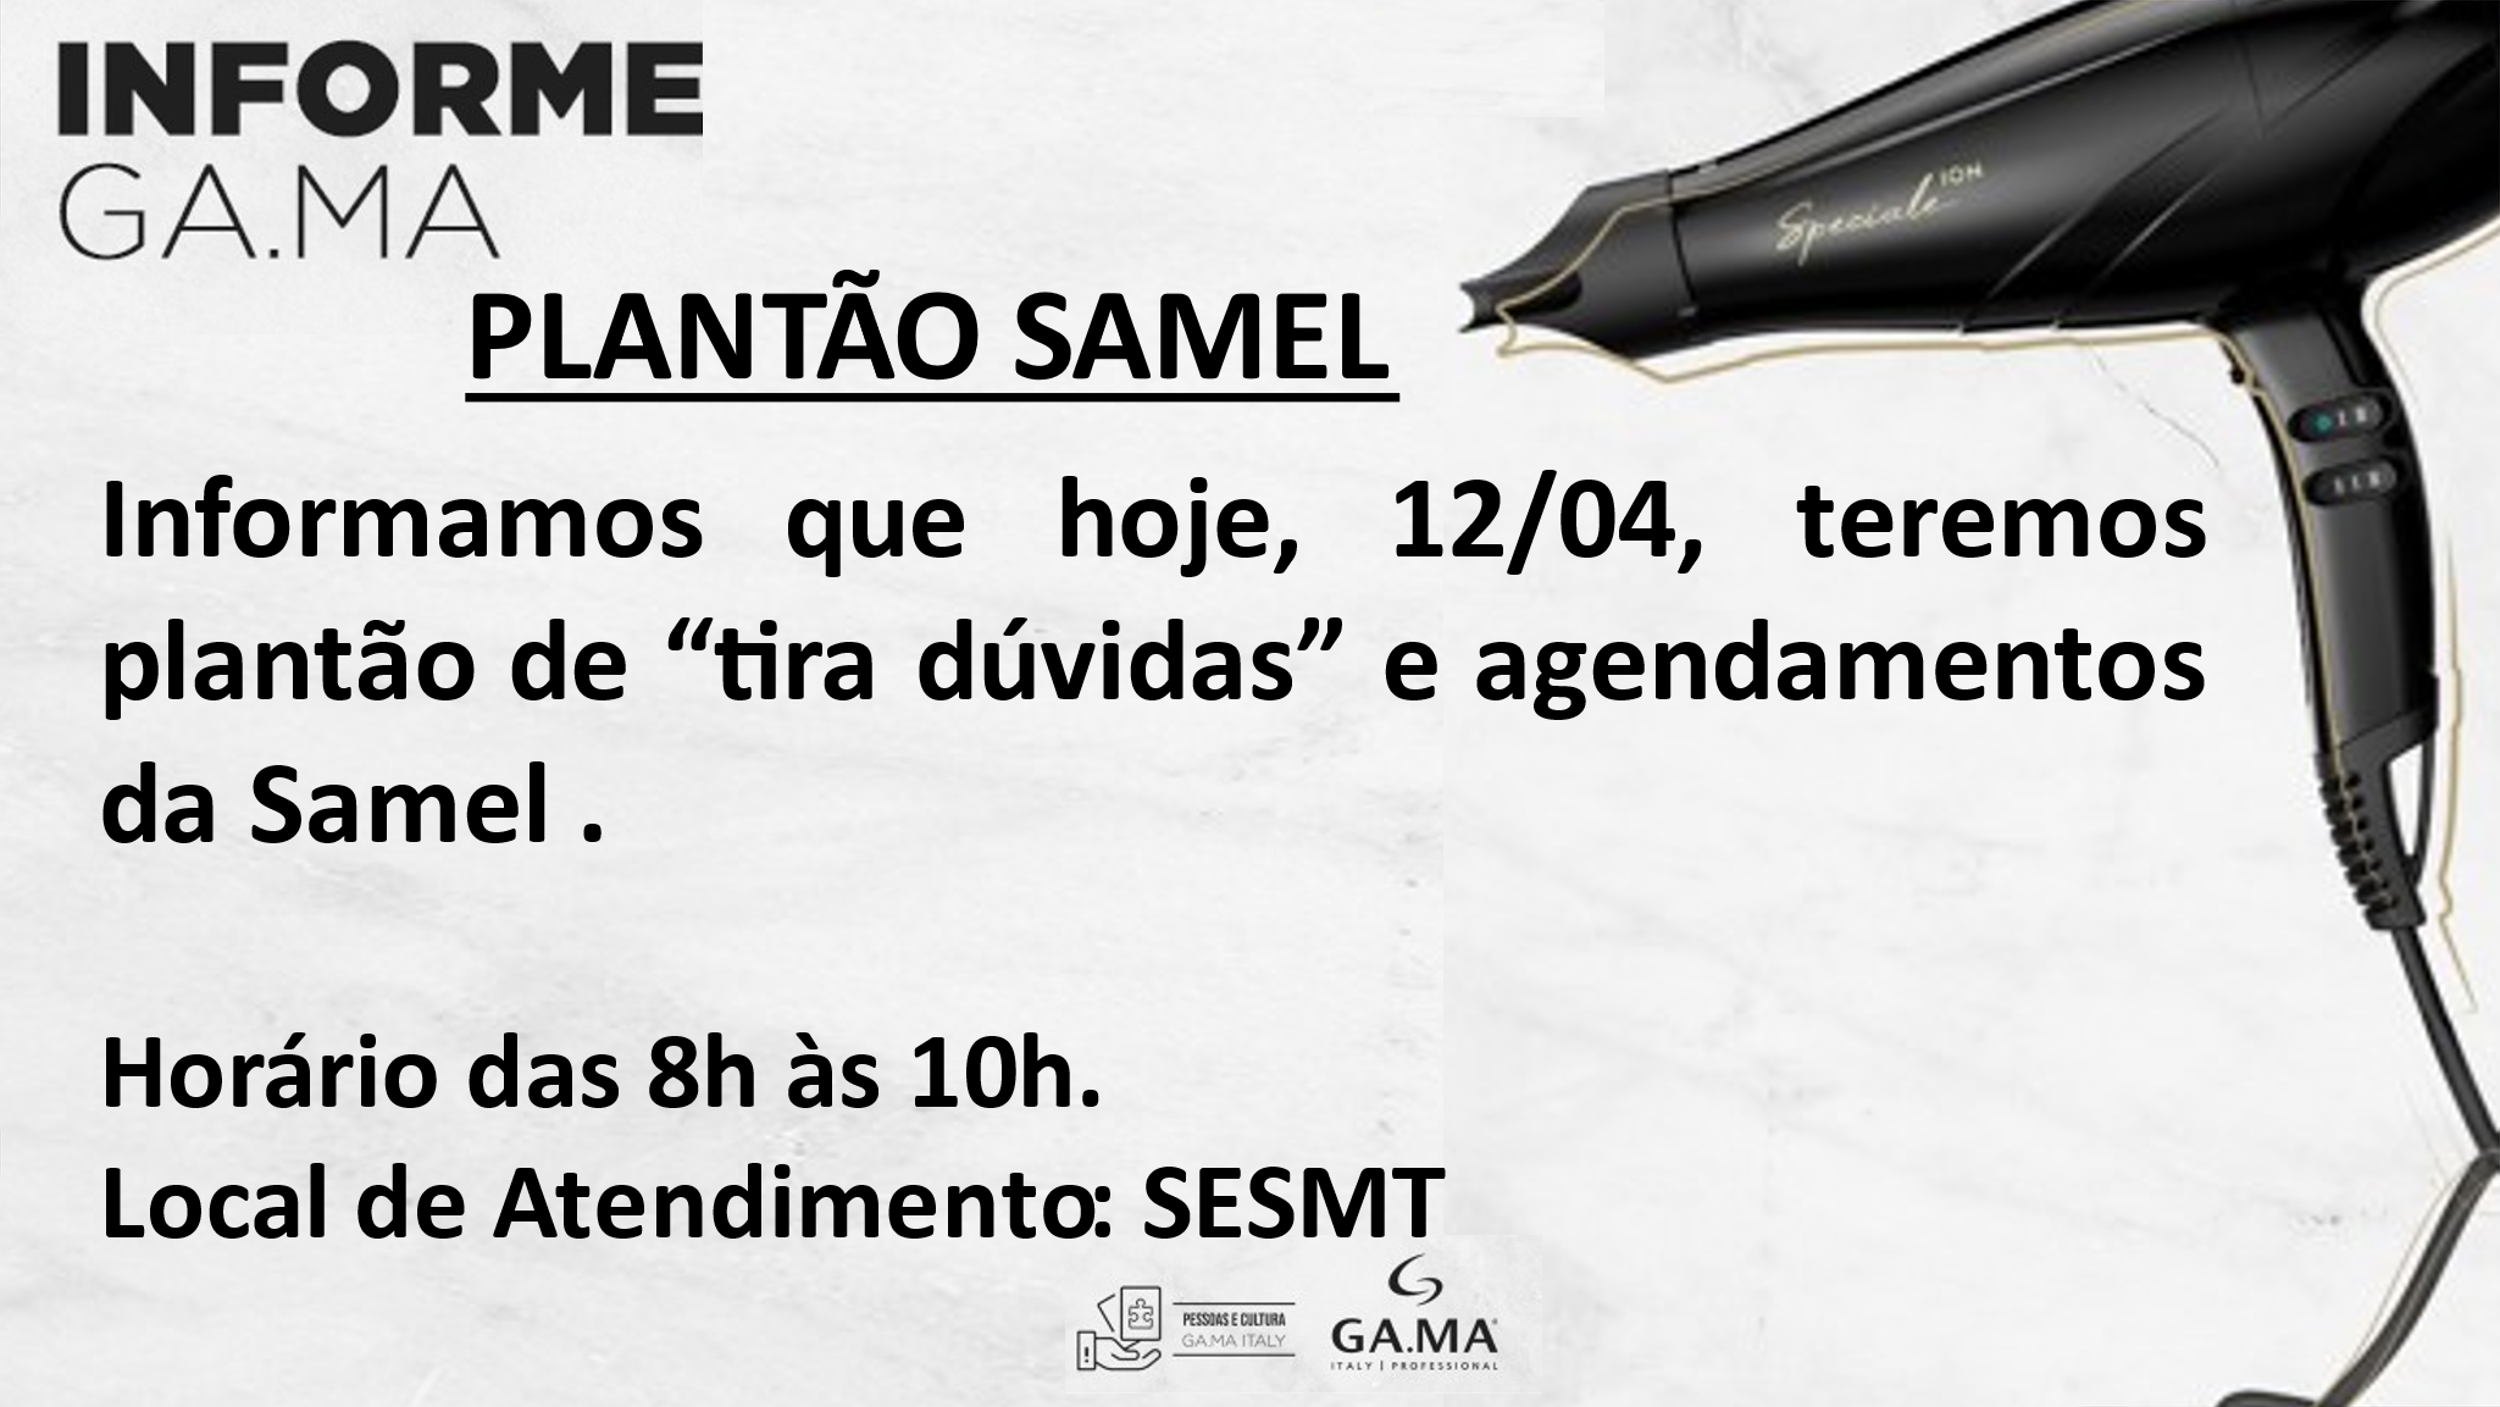 INFORME
GA.MA
Speciale ION
PLANTÃO SAMEL
Informamos que hoje, 12/04, teremos
plantão de “tira dúvidas” e agendamentos
da Samel .
Horário das 8h às 10h.
Local de Atendimento: SESMT
PESSOAS E CULTURA
GA.MA ITALY
GA.MA
ITALY | PROFESSIONAL